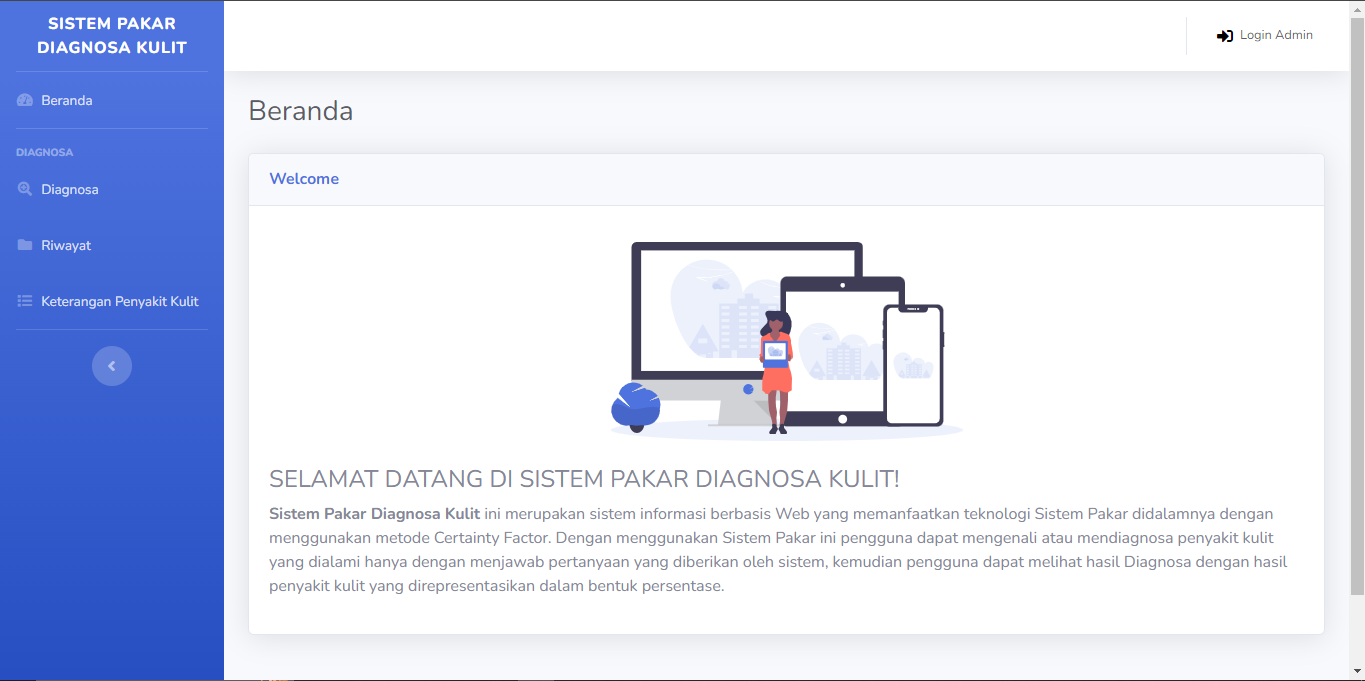 SISTEM PAKAR
DIAGNOSA KULIT
Beranda
DIAGNOSA
Diagnosa
Riwayat
Keterangan Penyakit Kulit
Login Admin
Beranda
Welcome
SELAMAT DATANG DI SISTEM PAKAR DIAGNOSA KULIT!
Sistem Pakar Diagnosa Kulit ini merupakan sistem informasi berbasis Web yang memanfaatkan teknologi Sistem Pakar didalamnya dengan
menggunakan metode Certainty Factor. Dengan menggunakan Sistem Pakar ini pengguna dapat mengenali atau mendiagnosa penyakit kulit
yang dialami hanya dengan menjawab pertanyaan yang diberikan oleh sistem, kemudian pengguna dapat melihat hasil Diagnosa dengan hasil
penyakit kulit yang direpresentasikan dalam bentuk persentase.